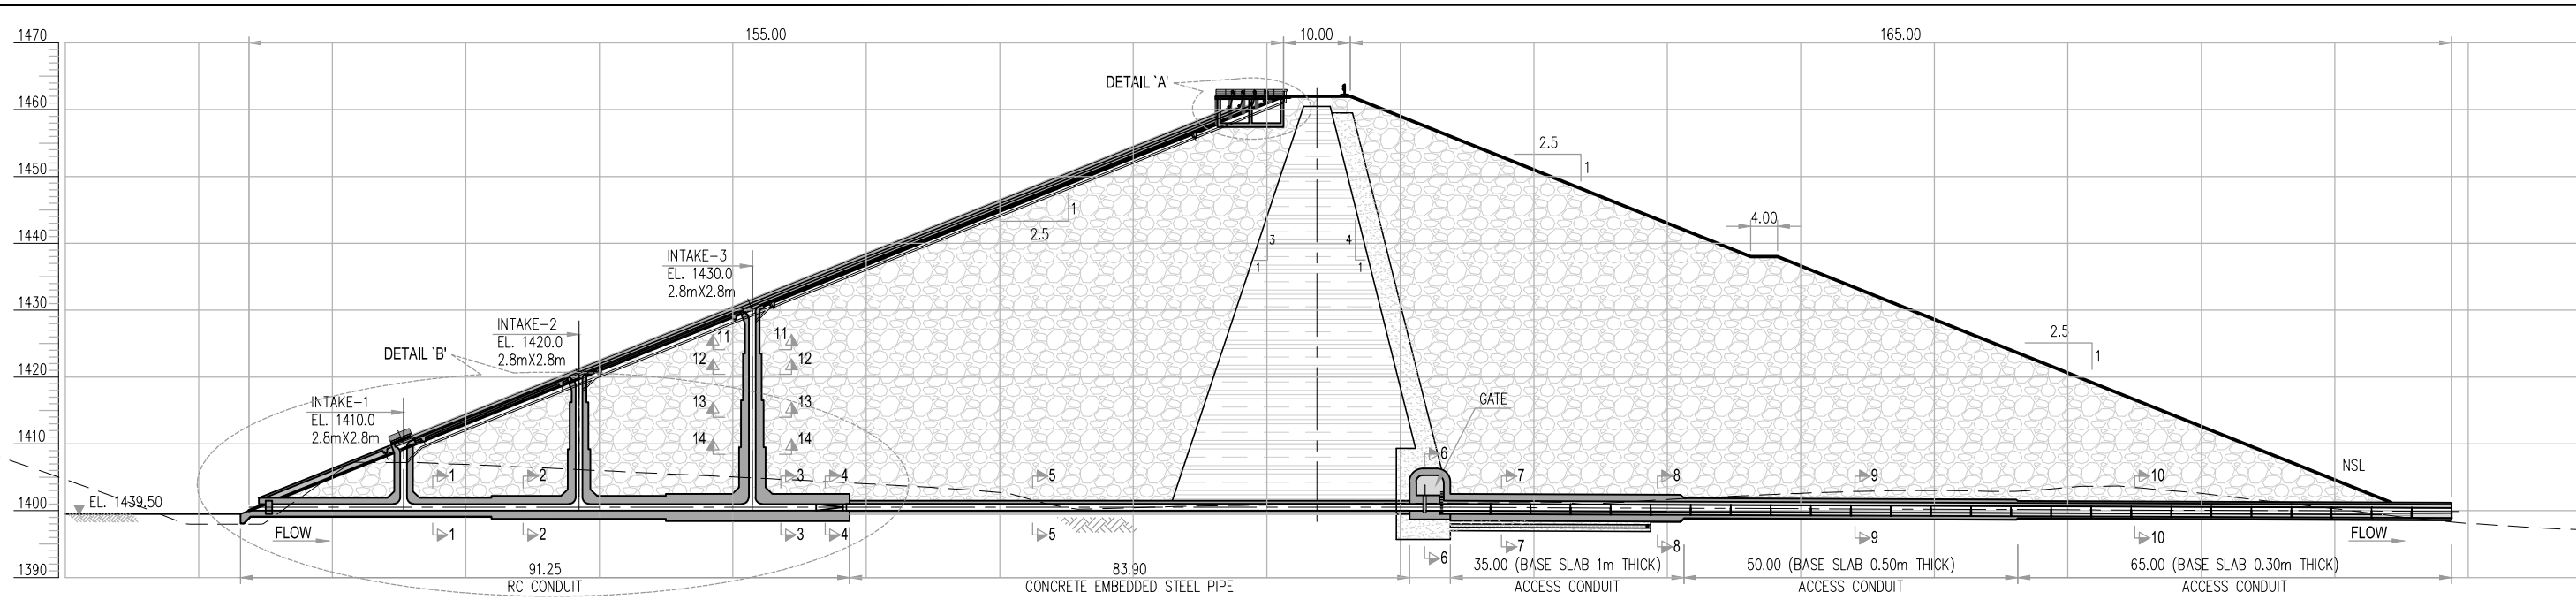 155.00
10.00
165.00
1470
1460
1450
1440
1430
1420
1410
1400
1390
DETAIL `A'
2.5
1
4.00
1
2.5
3
1
4
1
INTAKE-3
EL. 1430.0
2.8mX2.8m
INTAKE-2
EL. 1420.0
2.8mX2.8m
DETAIL `B'
INTAKE-1
EL. 1410.0
2.8mX2.8m
11
11
12
12
13
13
14
14
2.5
1
GATE
NSL
EL. 1439.50
1
2
3
4
5
6
7
8
9
10
FLOW
1
2
3
4
5
6
7
8
9
10
FLOW
91.25
RC CONDUIT
83.90
CONCRETE EMBEDDED STEEL PIPE
35.00 (BASE SLAB 1m THICK)
ACCESS CONDUIT
50.00 (BASE SLAB 0.50m THICK)
ACCESS CONDUIT
65.00 (BASE SLAB 0.30m THICK)
ACCESS CONDUIT